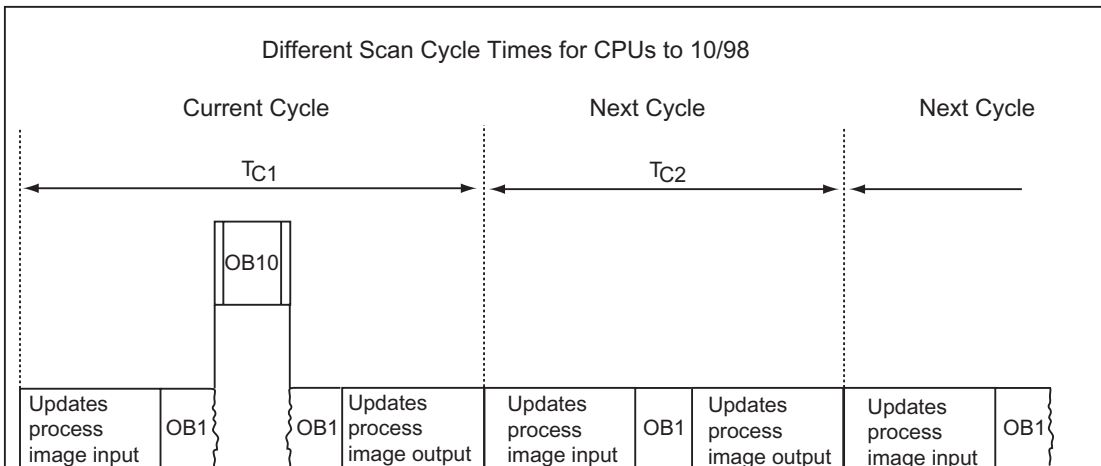 Different Scan Cycle Times for CPUs to 10/98
Current Cycle
Next Cycle
Next Cycle
TC1
TC2
OB10
Updates
process
image input
OB1
OB1
Updates
process
image output
Updates
process
image input
OB1
Updates
process
image output
Updates
process
image input
OB1